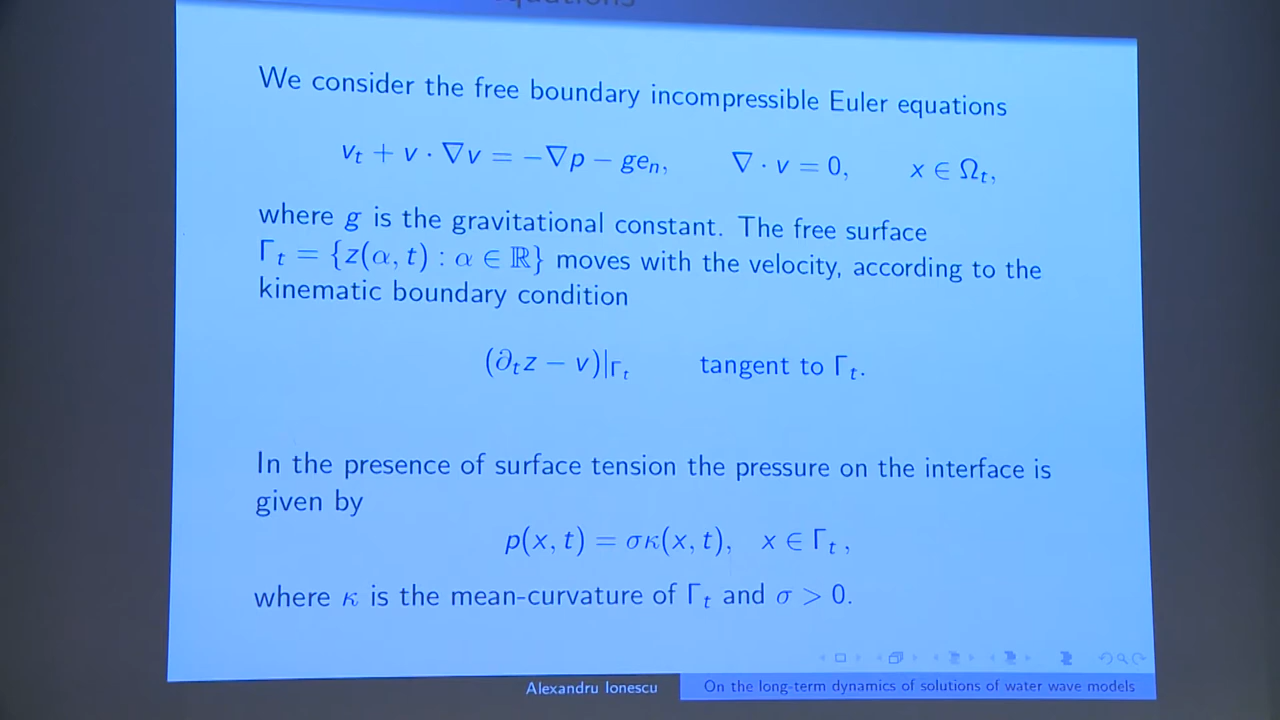 equations
We consider the free boundary incompressible Euler equations
v_t + v · ∇v = −∇p − ge_n,   ∇ · v = 0,   x ∈ Ω_t,
where g is the gravitational constant. The free surface
Γ_t = {z(α, t) : α ∈ ℝ} moves with the velocity, according to the
kinematic boundary condition
(∂_t z − v)|_{Γ_t}   tangent to Γ_t.
In the presence of surface tension the pressure on the interface is
given by
p(x, t) = σκ(x, t),   x ∈ Γ_t,
where κ is the mean-curvature of Γ_t and σ > 0.
Alexandru Ionescu   On the long-term dynamics of solutions of water wave models